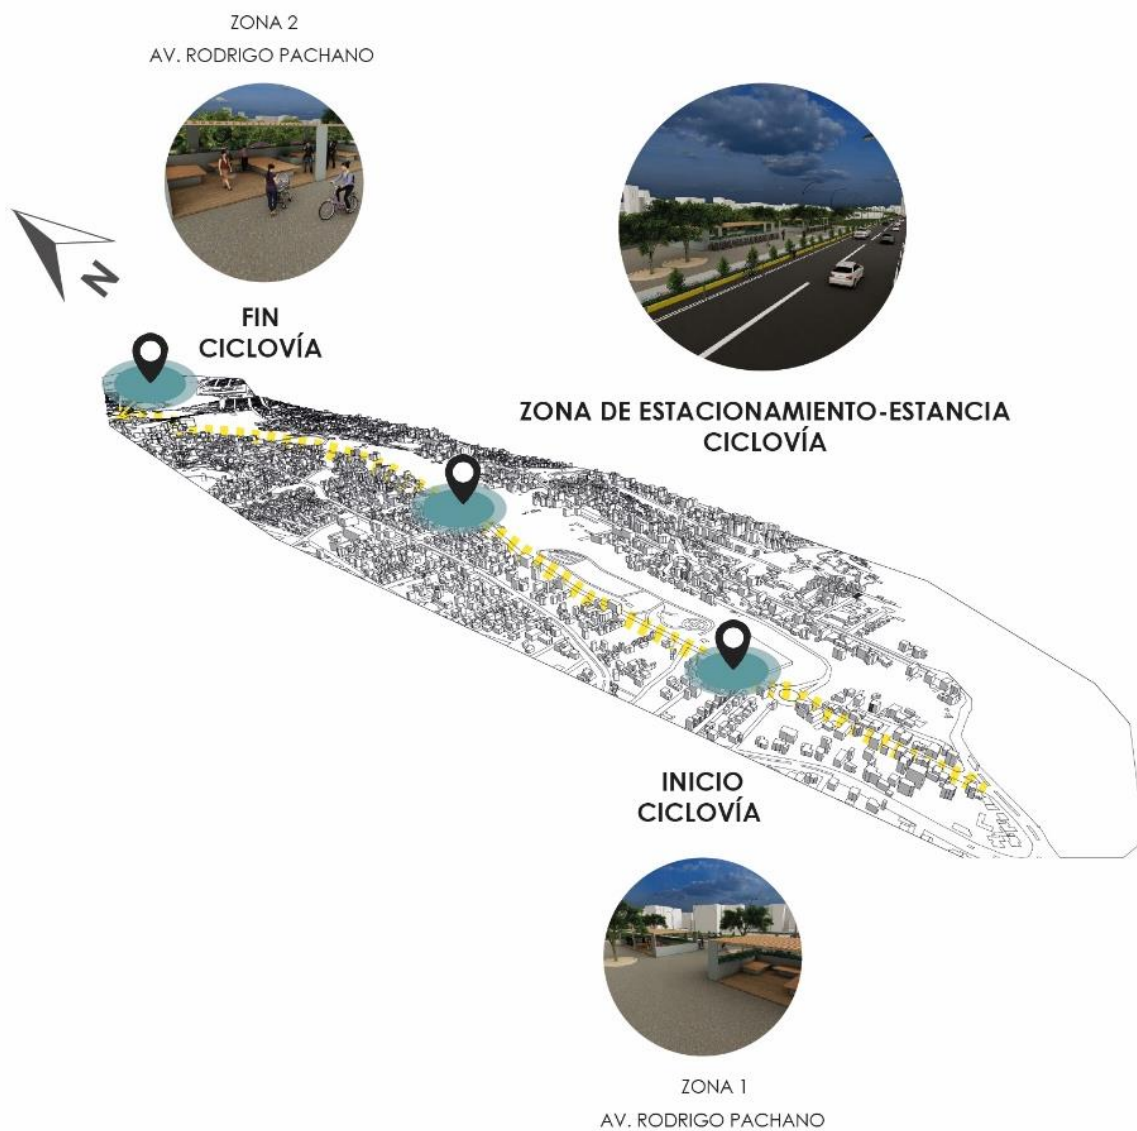 ZONA 2
AV. RODRIGO PACHANO
N
FIN
CICLOVÍA
ZONA DE ESTACIONAMIENTO-ESTANCIA
CICLOVÍA
INICIO
CICLOVÍA
ZONA 1
AV. RODRIGO PACHANO